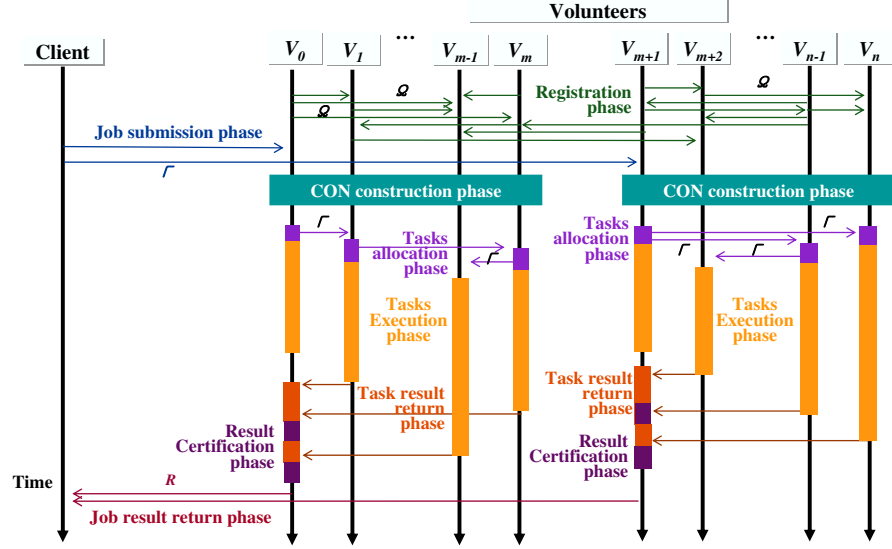 Volunteers
Client
V0
V1
...
Vm-1
Vm
Vm+1
Vm+2
...
Vn-1
Vn
Ω
Ω
Registration
phase
Ω
Job submission phase
Γ
CON construction phase
CON construction phase
Γ
Tasks
allocation
phase
Γ
Tasks
allocation
phase
Γ
Γ
Γ
Tasks
Execution
phase
Tasks
Execution
phase
Task result
return
phase
Task result
return
phase
Result
Certification
phase
Result
Certification
phase
Time
R
Job result return phase